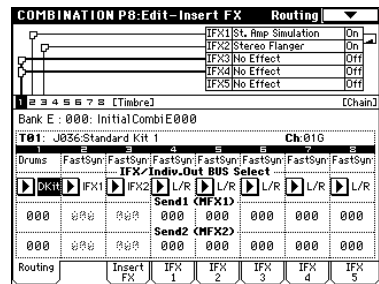 COMBINATION P8:Edit-Insert FX Routing
IFX1 St. Amp Simulation On
IFX2 Stereo Flanger On
IFX3 No Effect Off
IFX4 No Effect Off
IFX5 No Effect Off
1 2 3 4 5 6 7 8 [Timbre] [Chain]
Bank E : 000: InitialCombiE000
T01: J036:Standard Kit 1 Ch:01G
1 2 3 4 5 6 7 8
Drums FastSyn FastSyn FastSyn FastSyn FastSyn FastSyn FastSyn
IFX/Indiv.Out BUS Select
DKit IFX1 IFX2 L/R L/R L/R L/R L/R
Send1 (MFX1)
000 000 000 000 000 000
Send2 (MFX2)
000 000 000 000 000 000
Routing Insert FX IFX 1 IFX 2 IFX 3 IFX 4 IFX 5